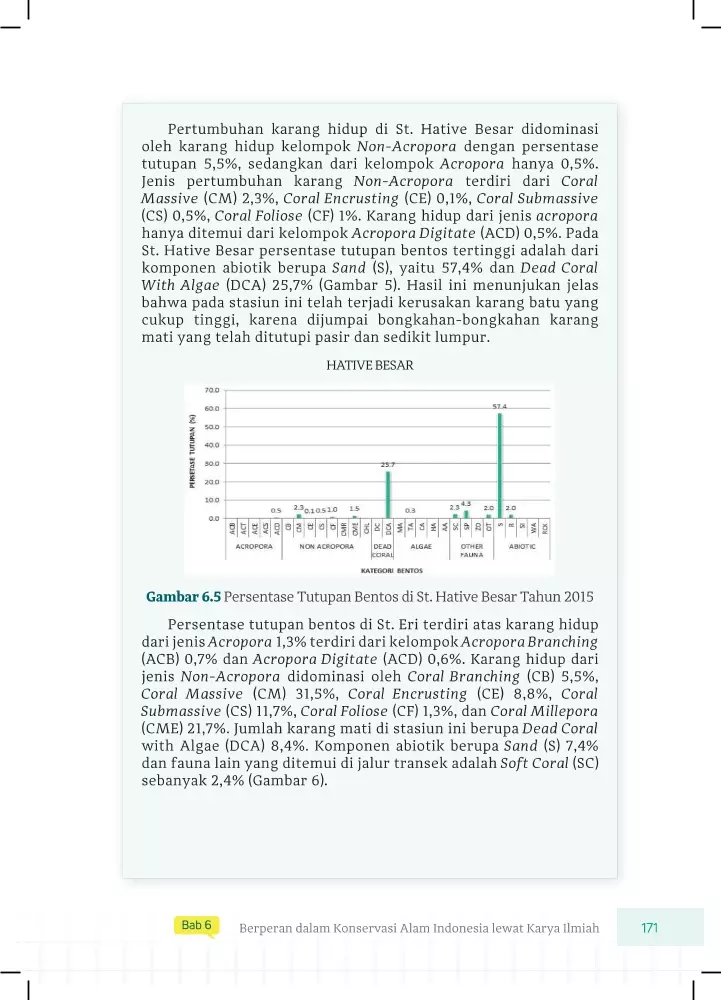 Pertumbuhan karang hidup di St. Hative Besar didominasi
oleh karang hidup kelompok Non-Acropora dengan persentase
tutupan 5,5%, sedangkan dari kelompok Acropora hanya 0,5%.
Jenis pertumbuhan karang Non-Acropora terdiri dari Coral
Massive (CM) 2,3%, Coral Encrusting (CE) 0,1%, Coral Submassive
(CS) 0,5%, Coral Foliose (CF) 1%. Karang hidup dari jenis acropora
hanya ditemui dari kelompok Acropora Digitate (ACD) 0,5%. Pada
St. Hative Besar persentase tutupan bentos tertinggi adalah dari
komponen abiotik berupa Sand (S), yaitu 57,4% dan Dead Coral
With Algae (DCA) 25,7% (Gambar 5). Hasil ini menunjukan jelas
bahwa pada stasiun ini telah terjadi kerusakan karang batu yang
cukup tinggi, karena dijumpai bongkahan-bongkahan karang
mati yang telah ditutupi pasir dan sedikit lumpur.
HATIVE BESAR
PERSETASE TUTUPAN (%)
70.0
60.0
50.0
40.0
30.0
20.0
10.0
0.0
0.5 2.3 0.1 0.5 1.0 1.5 25.7 0.3 2.3 4.3 2.0 57.4 2.0
ACB ACT ACE ACS ACD CB CM CE CS CF CMR CME CHL DC DCA MA TA CA HA AA SC SP ZO OT S R SI WA RCK
ACROPORA NON ACROPORA DEAD CORAL ALGAE OTHER FAUNA ABIOTIC
KATEGORI BENTOS
Gambar 6.5 Persentase Tutupan Bentos di St. Hative Besar Tahun 2015
Persentase tutupan bentos di St. Eri terdiri atas karang hidup
dari jenis Acropora 1,3% terdiri dari kelompok Acropora Branching
(ACB) 0,7% dan Acropora Digitate (ACD) 0,6%. Karang hidup dari
jenis Non-Acropora didominasi oleh Coral Branching (CB) 5,5%,
Coral Massive (CM) 31,5%, Coral Encrusting (CE) 8,8%, Coral
Submassive (CS) 11,7%, Coral Foliose (CF) 1,3%, dan Coral Millepora
(CME) 21,7%. Jumlah karang mati di stasiun ini berupa Dead Coral
with Algae (DCA) 8,4%. Komponen abiotik berupa Sand (S) 7,4%
dan fauna lain yang ditemui di jalur transek adalah Soft Coral (SC)
sebanyak 2,4% (Gambar 6).
Bab 6 Berperan dalam Konservasi Alam Indonesia lewat Karya Ilmiah 171